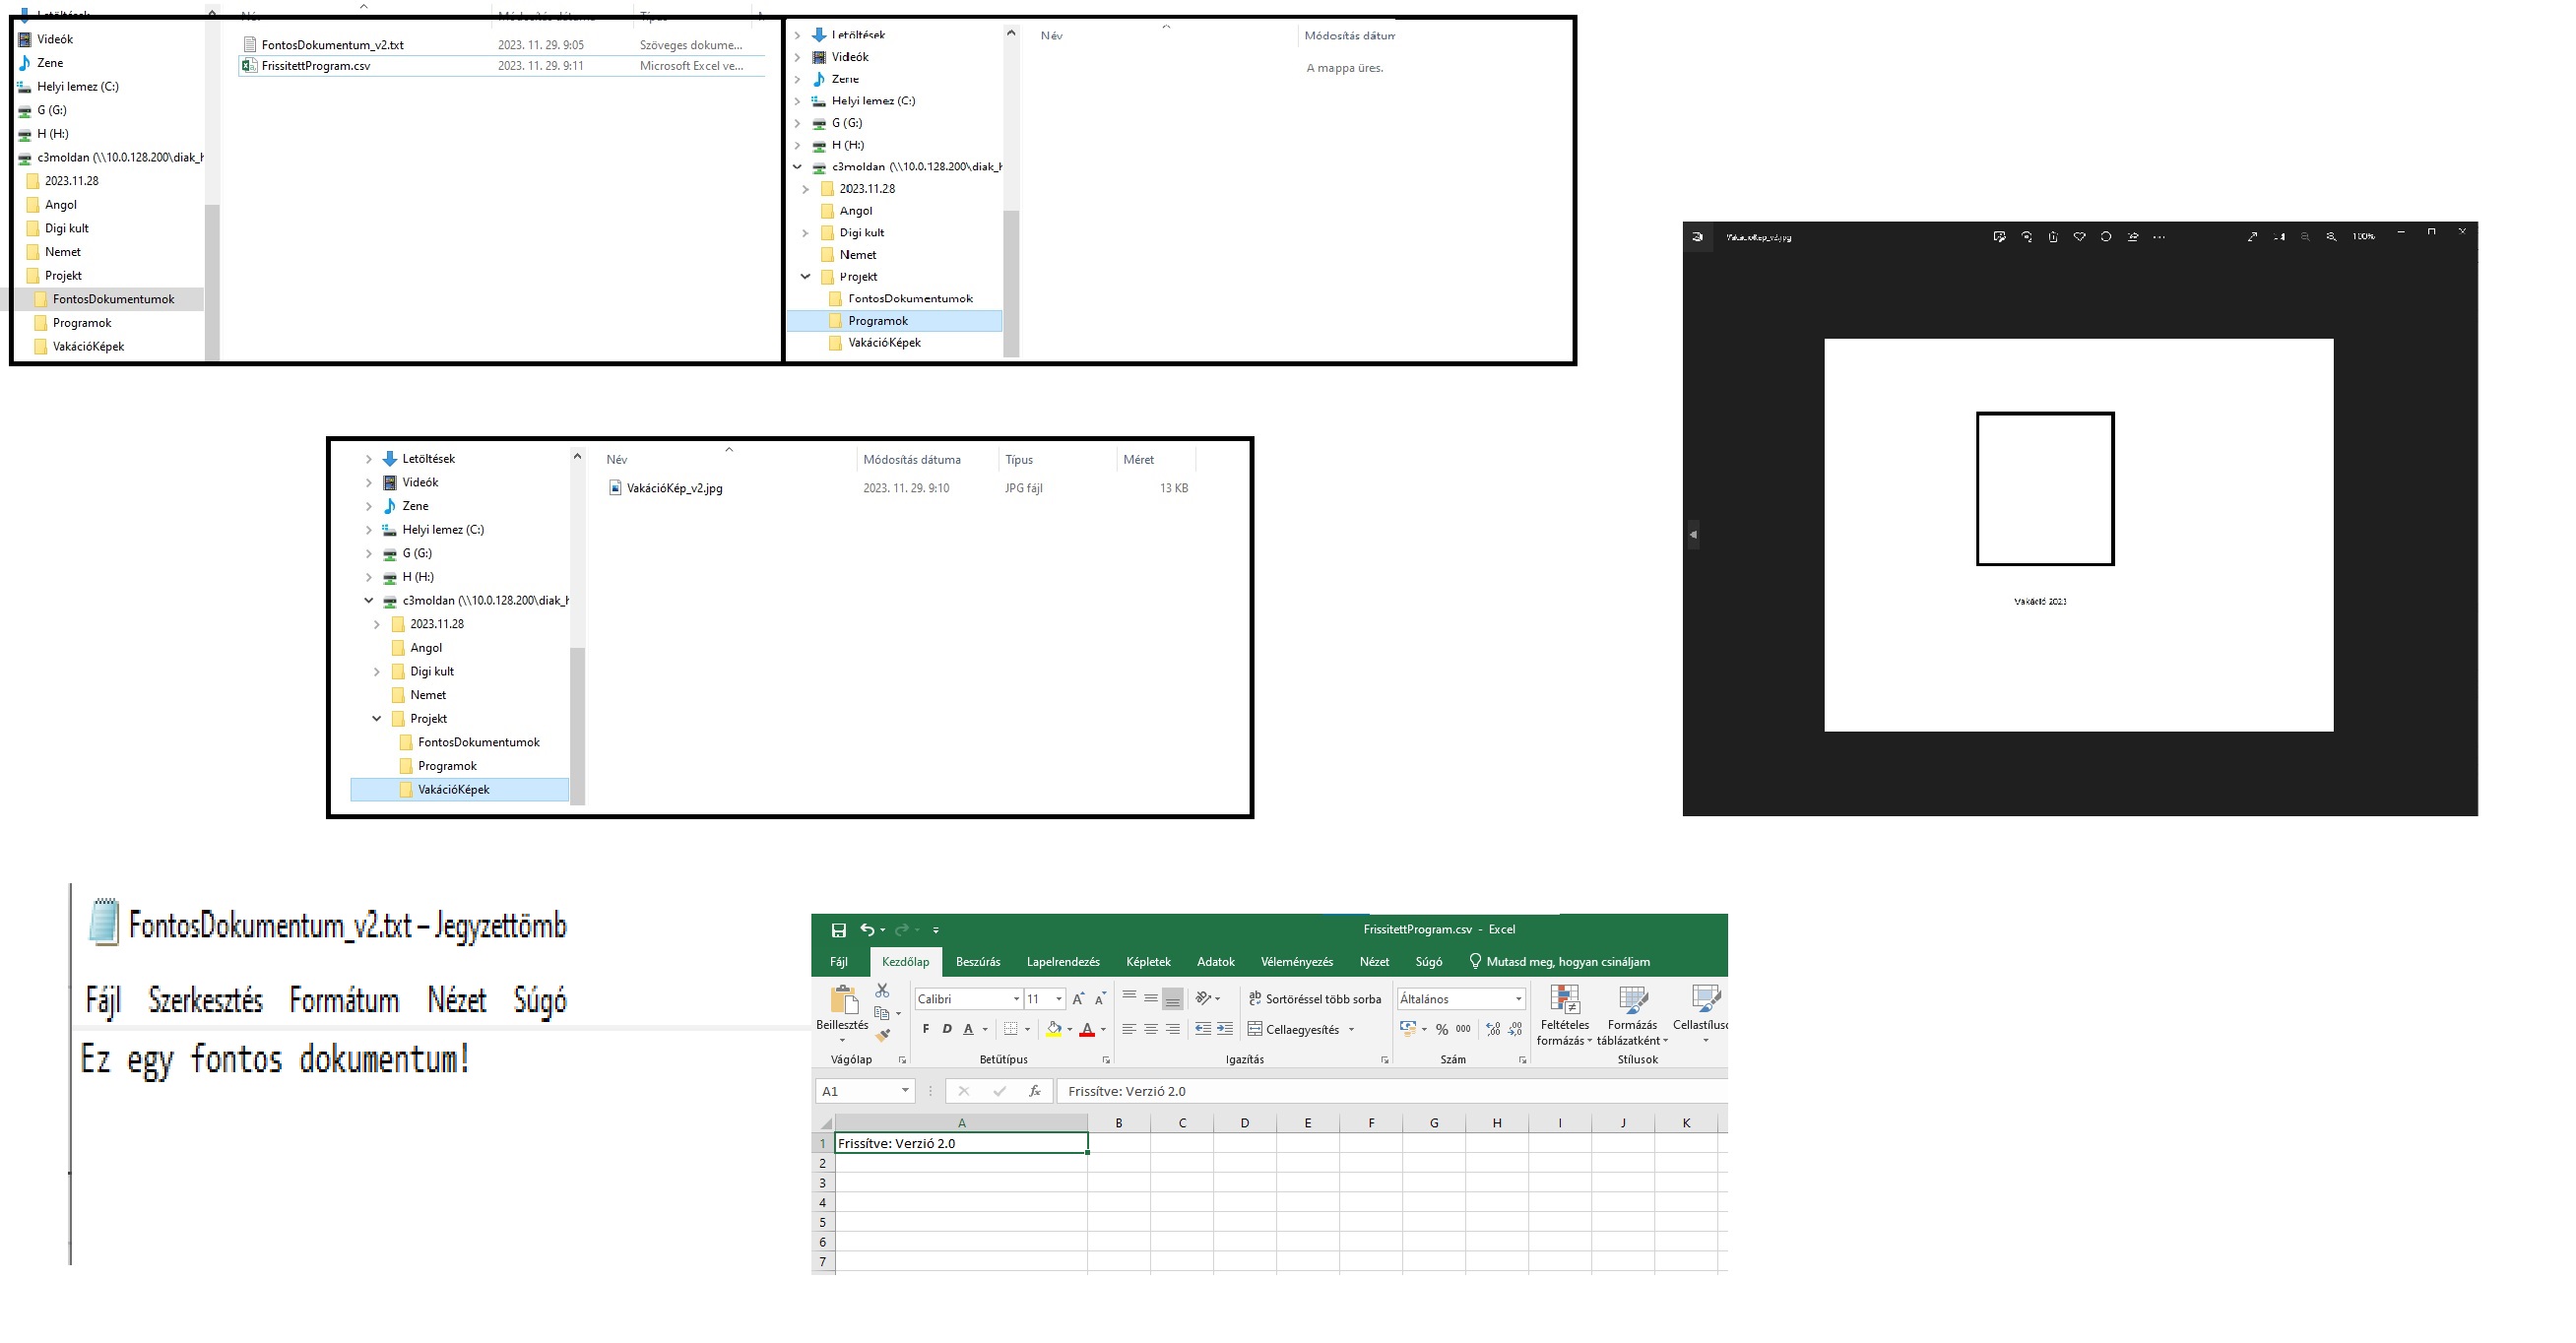 Név Módosítás dátuma Típus
Letöltések
Videók
Zene
Helyi lemez (C:)
G (G:)
H (H:)
c3moldan (\\10.0.128.200\diak_h
2023.11.28
Angol
Digi kult
Nemet
Projekt
FontosDokumentumok
Programok
VakációKépek
FontosDokumentum_v2.txt 2023. 11. 29. 9:05 Szöveges dokume...
FrissitettProgram.csv 2023. 11. 29. 9:11 Microsoft Excel ve...
Letöltések
Videók
Zene
Helyi lemez (C:)
G (G:)
H (H:)
c3moldan (\\10.0.128.200\diak_h
2023.11.28
Angol
Digi kult
Nemet
Projekt
FontosDokumentumok
Programok
VakációKépek
Név Módosítás dátum
A mappa üres.
VakációKép_v2.jpg
100%
Vakáció 2023
Letöltések
Videók
Zene
Helyi lemez (C:)
G (G:)
H (H:)
c3moldan (\\10.0.128.200\diak_h
2023.11.28
Angol
Digi kult
Nemet
Projekt
FontosDokumentumok
Programok
VakációKépek
Név Módosítás dátuma Típus Méret
VakációKép_v2.jpg 2023. 11. 29. 9:10 JPG fájl 13 KB
FontosDokumentum_v2.txt – Jegyzettömb
Fájl Szerkesztés Formátum Nézet Súgó
Ez egy fontos dokumentum!
FrissitettProgram.csv - Excel
Fájl Kezdőlap Beszúrás Lapelrendezés Képletek Adatok Véleményezés Nézet Súgó Mutasd meg, hogyan csináljam
Beillesztés
Vágólap
Calibri 11
F D A
Betűtípus
Sortöréssel több sorba
Cellaegyesítés
Igazítás
Általános
% 000
Szám
Feltételes formázás
Formázás táblázatként
Cellastílusc
Stílusok
A1 fx Frissítve: Verzió 2.0
A B C D E F G H I J K
1 Frissítve: Verzió 2.0
2
3
4
5
6
7